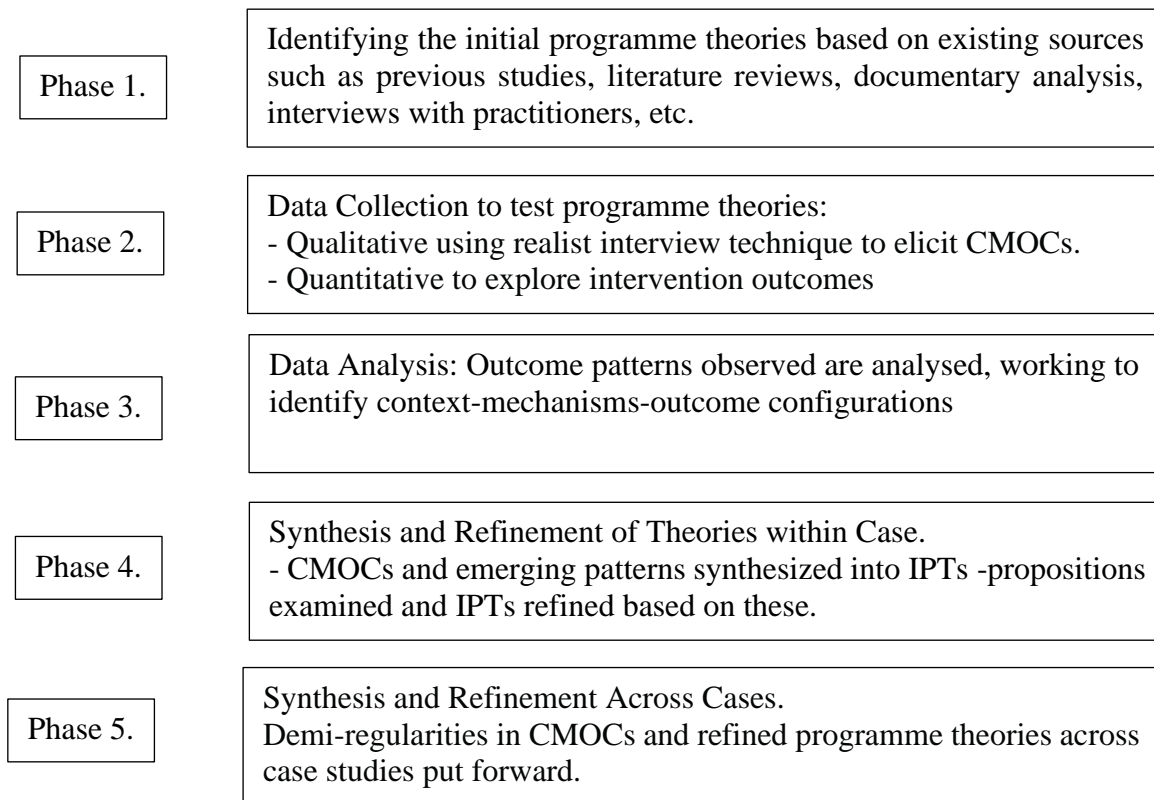 Phase 1.
Identifying the initial programme theories based on existing sources
such as previous studies, literature reviews, documentary analysis,
interviews with practitioners, etc.
Phase 2.
Data Collection to test programme theories:
- Qualitative using realist interview technique to elicit CMOCs.
- Quantitative to explore intervention outcomes
Phase 3.
Data Analysis: Outcome patterns observed are analysed, working to
identify context-mechanisms-outcome configurations
Phase 4.
Synthesis and Refinement of Theories within Case.
- CMOCs and emerging patterns synthesized into IPTs -propositions
examined and IPTs refined based on these.
Phase 5.
Synthesis and Refinement Across Cases.
Demi-regularities in CMOCs and refined programme theories across
case studies put forward.